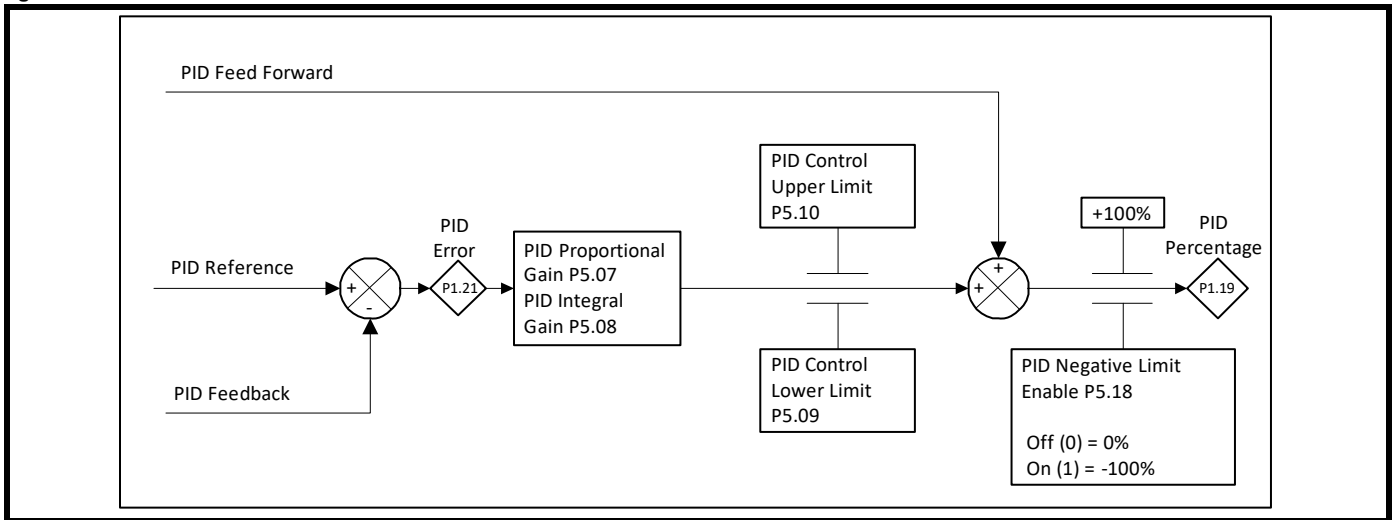 PID Feed Forward
PID Control
Upper Limit
P5.10
+100%
PID
Percentage
P1.19
PID
Error
P1.21
PID Reference
+
-
PID Proportional
Gain P5.07
PID Integral
Gain P5.08
+
+
PID Feedback
PID Control
Lower Limit
P5.09
PID Negative Limit
Enable P5.18
Off (0) = 0%
On (1) = -100%